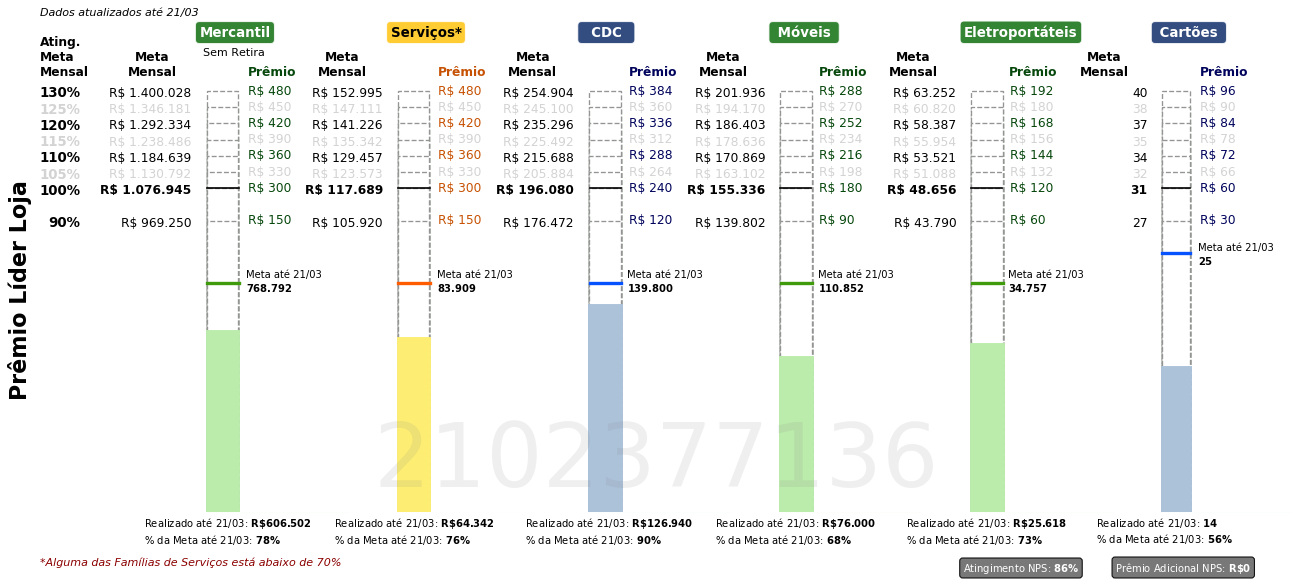 Dados atualizados até 21/03
Mercantil Serviços* CDC Móveis Eletroportáteis Cartões
Sem Retira
Ating. Meta Mensal
Meta Mensal Prêmio Meta Mensal Prêmio Meta Mensal Prêmio Meta Mensal Prêmio Meta Mensal Prêmio Meta Mensal Prêmio
130% R$ 1.400.028 R$ 480 R$ 152.995 R$ 480 R$ 254.904 R$ 384 R$ 201.936 R$ 288 R$ 63.252 R$ 192 40 R$ 96
125% R$ 1.346.181 R$ 450 R$ 147.111 R$ 450 R$ 245.100 R$ 360 R$ 194.170 R$ 270 R$ 60.820 R$ 180 38 R$ 90
120% R$ 1.292.334 R$ 420 R$ 141.226 R$ 420 R$ 235.296 R$ 336 R$ 186.403 R$ 252 R$ 58.387 R$ 168 37 R$ 84
115% R$ 1.238.486 R$ 390 R$ 135.342 R$ 390 R$ 225.492 R$ 312 R$ 178.636 R$ 234 R$ 55.954 R$ 156 35 R$ 78
110% R$ 1.184.639 R$ 360 R$ 129.457 R$ 360 R$ 215.688 R$ 288 R$ 170.869 R$ 216 R$ 53.521 R$ 144 34 R$ 72
105% R$ 1.130.792 R$ 330 R$ 123.573 R$ 330 R$ 205.884 R$ 264 R$ 163.102 R$ 198 R$ 51.088 R$ 132 32 R$ 66
100% R$ 1.076.945 R$ 300 R$ 117.689 R$ 300 R$ 196.080 R$ 240 R$ 155.336 R$ 180 R$ 48.656 R$ 120 31 R$ 60
90% R$ 969.250 R$ 150 R$ 105.920 R$ 150 R$ 176.472 R$ 120 R$ 139.802 R$ 90 R$ 43.790 R$ 60 27 R$ 30
Prêmio Líder Loja
Meta até 21/03 Meta até 21/03 Meta até 21/03 Meta até 21/03 Meta até 21/03 Meta até 21/03
768.792 83.909 139.800 110.852 34.757 25
2102377136
Realizado até 21/03: R$606.502 Realizado até 21/03: R$64.342 Realizado até 21/03: R$126.940 Realizado até 21/03: R$76.000 Realizado até 21/03: R$25.618 Realizado até 21/03: 14
% da Meta até 21/03: 78% % da Meta até 21/03: 76% % da Meta até 21/03: 90% % da Meta até 21/03: 68% % da Meta até 21/03: 73% % da Meta até 21/03: 56%
*Alguma das Famílias de Serviços está abaixo de 70%
Atingimento NPS: 86% Prêmio Adicional NPS: R$0